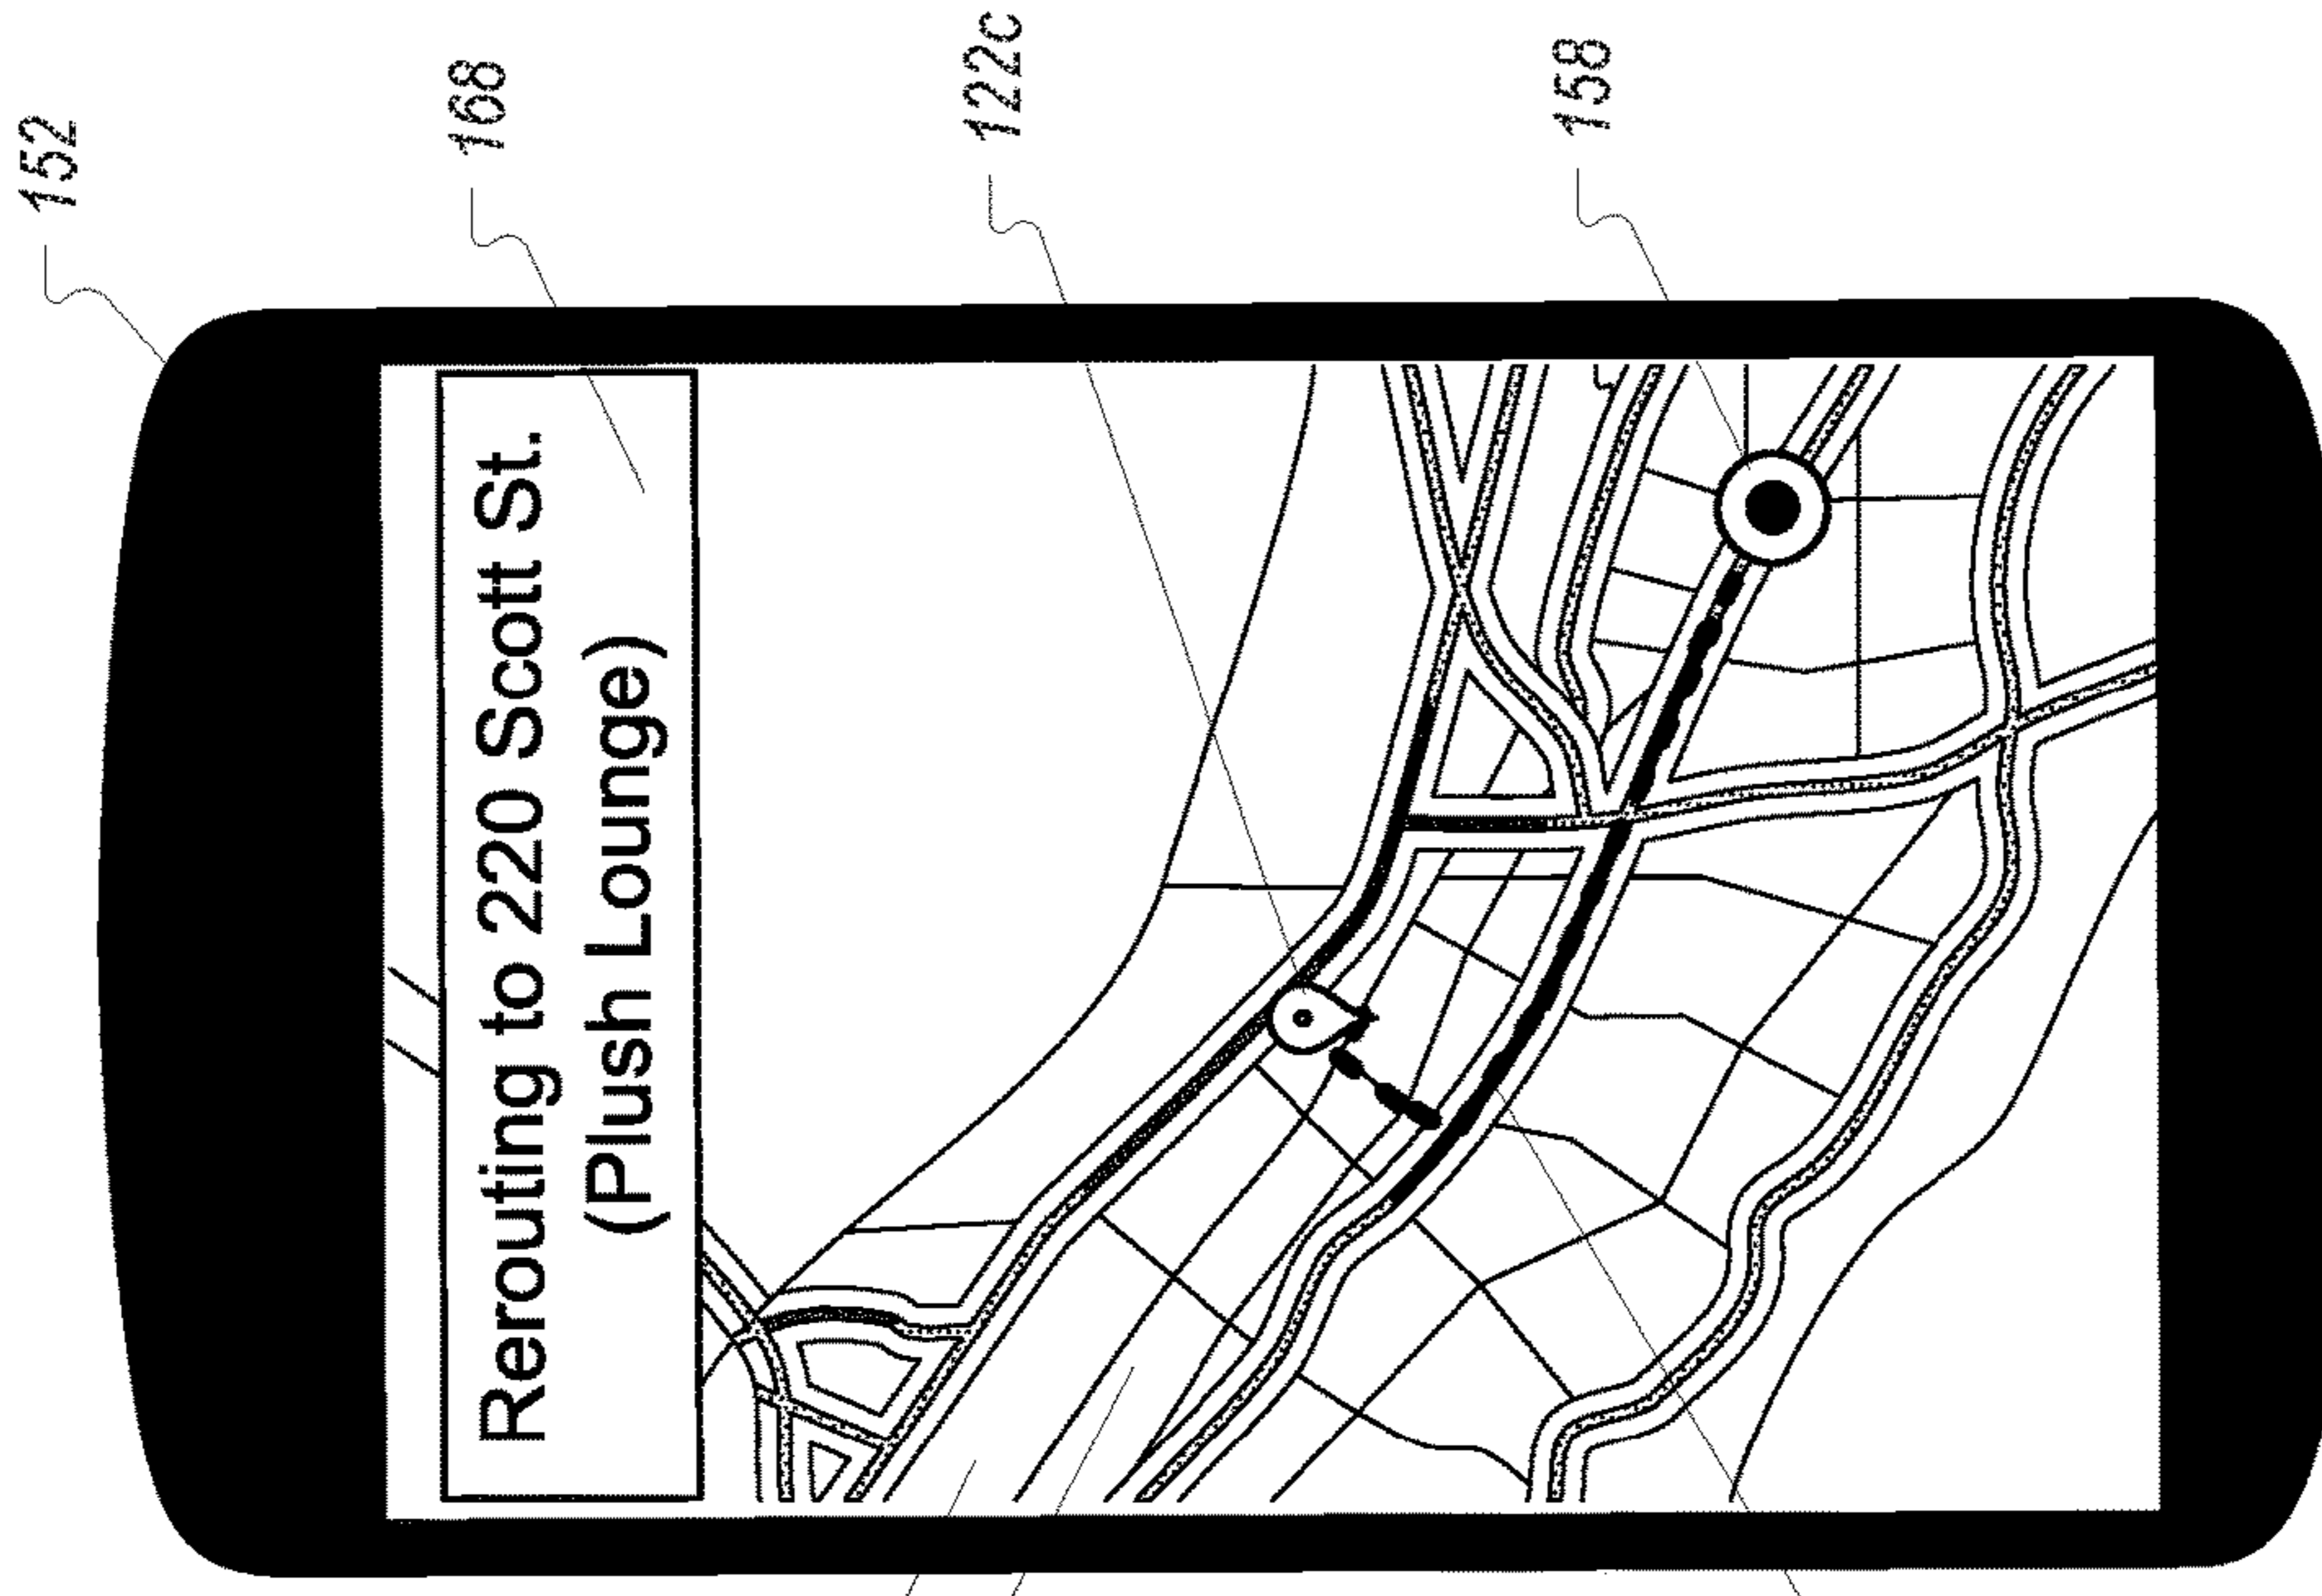 152
168
Rerouting to 220 Scott St.
(Plush Lounge)
122c
158